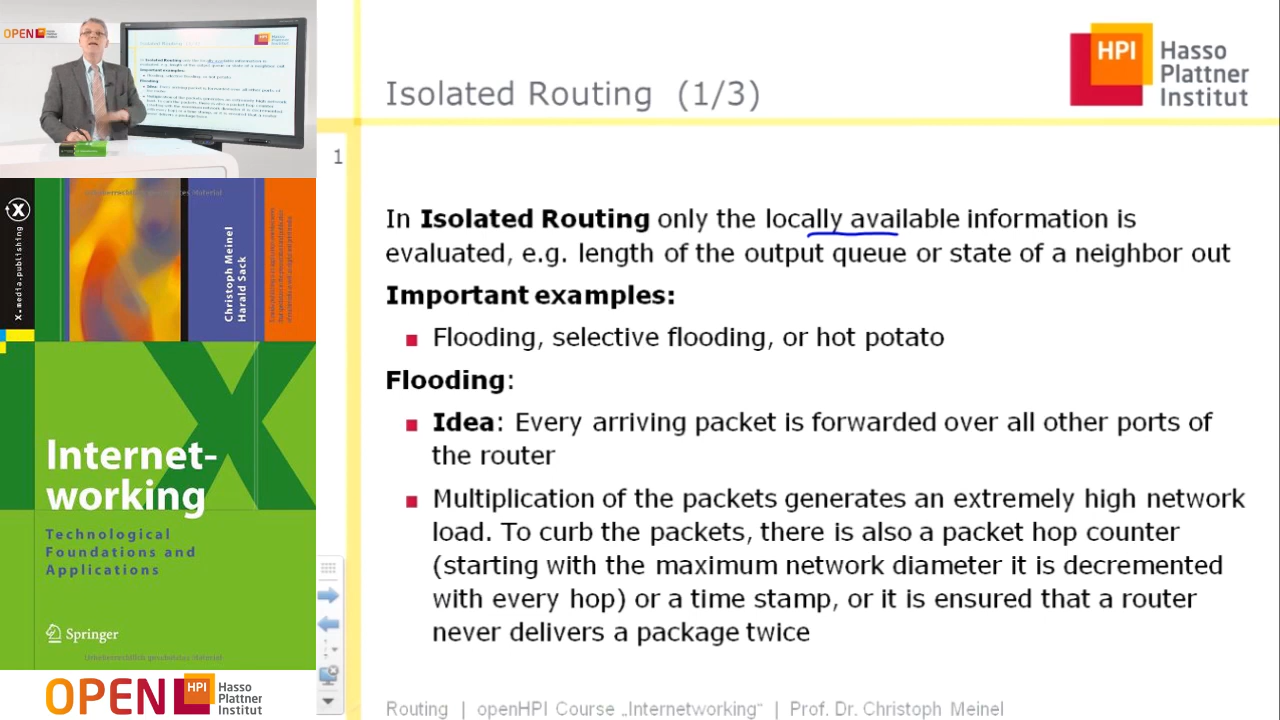 OPEN HPI
Isolated Routing (1/3)
HPI Hasso
Plattner
Institut
1
In Isolated Routing only the locally available information is
evaluated, e.g. length of the output queue or state of a neighbor out
Important examples:
Flooding, selective flooding, or hot potato
Flooding:
Idea: Every arriving packet is forwarded over all other ports of
the router
Multiplication of the packets generates an extremely high network
load. To curb the packets, there is also a packet hop counter
(starting with the maximum network diameter it is decremented
with every hop) or a time stamp, or it is ensured that a router
never delivers a package twice
Routing | openHPI Course „Internetworking“ | Prof. Dr. Christoph Meinel
X.media.publishing
Urheberrechtlich geschütztes Material
Christoph Meinel
Harald Sack
Internet-
working
Technological
Foundations and
Applications
Springer
Urheberrechtlich geschütztes Material
OPEN HPI Hasso
Plattner
Institut